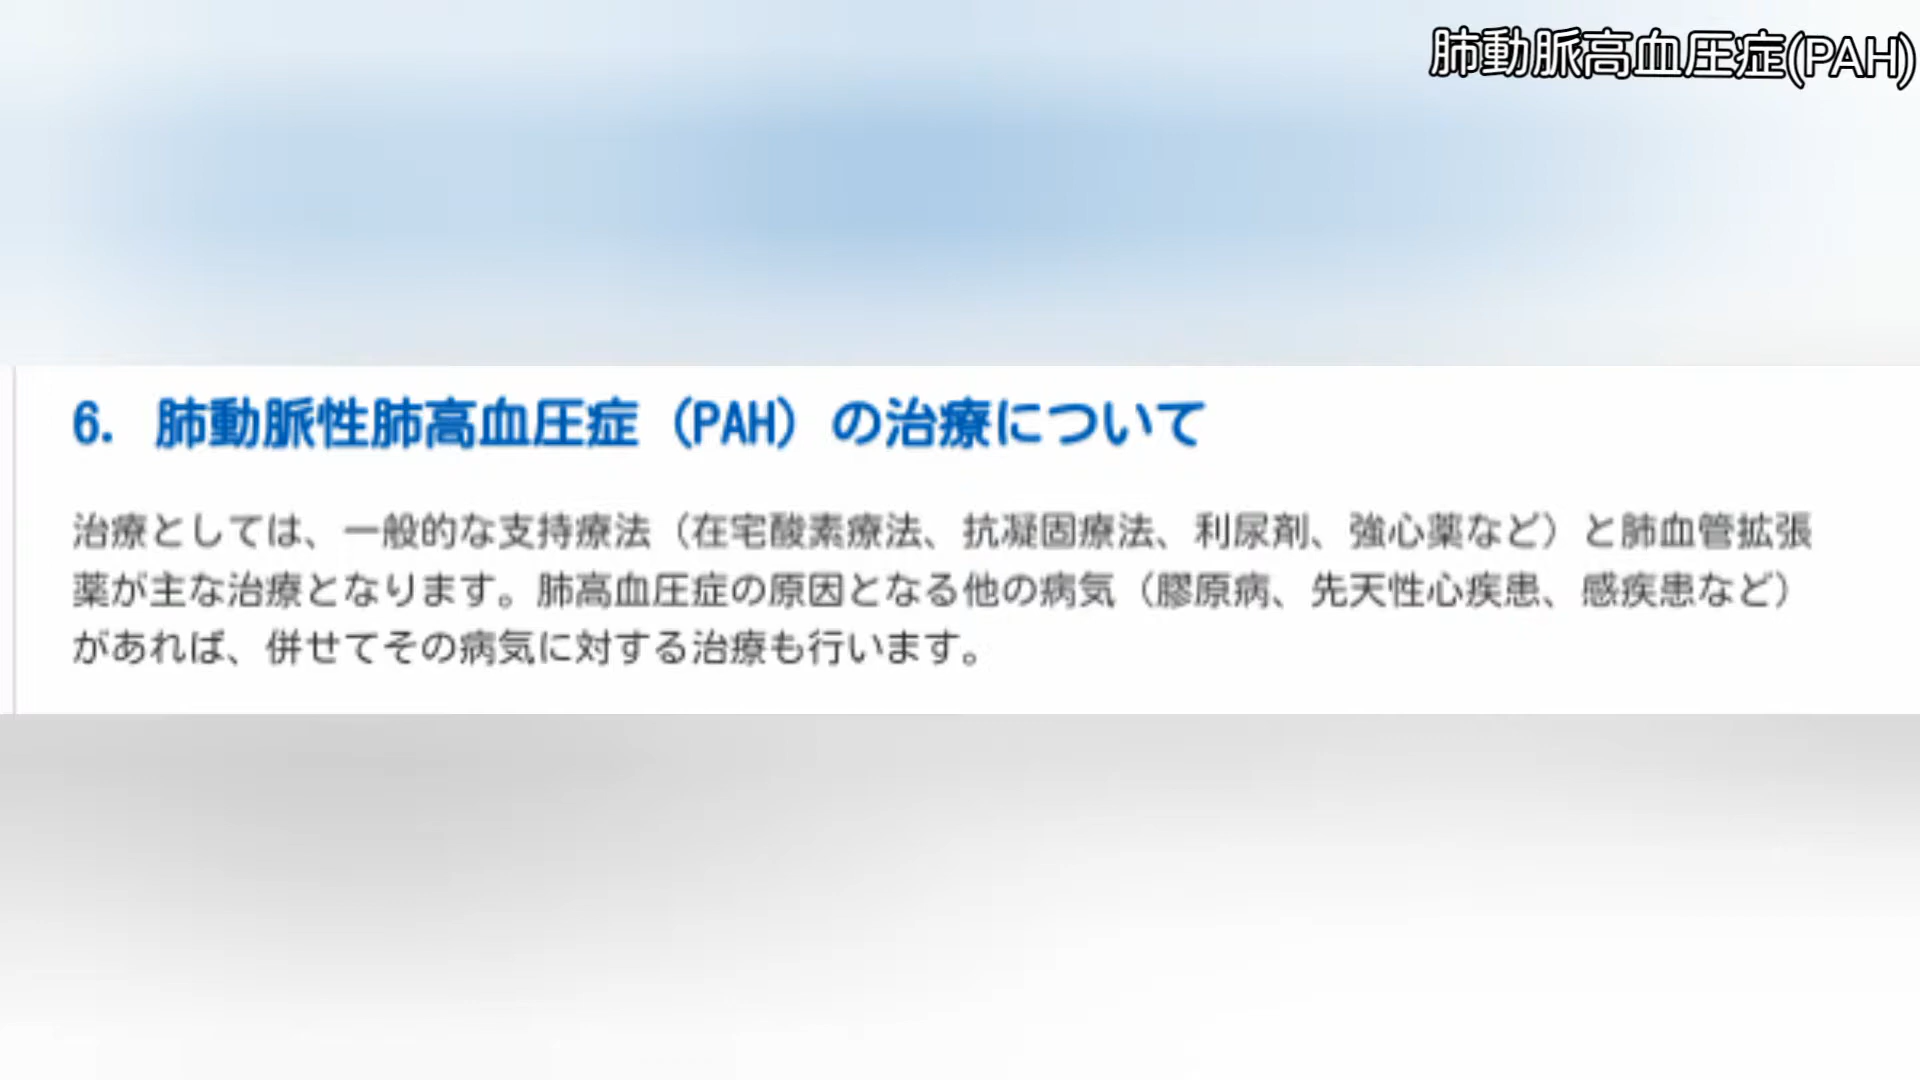 肺動脈高血圧症(PAH)
6. 肺動脈性肺高血圧症（PAH）の治療について
治療としては、一般的な支持療法（在宅酸素療法、抗凝固療法、利尿剤、強心薬など）と肺血管拡張
薬が主な治療となります。肺高血圧症の原因となる他の病気（膠原病、先天性心疾患、感疾患など）
があれば、併せてその病気に対する治療も行います。